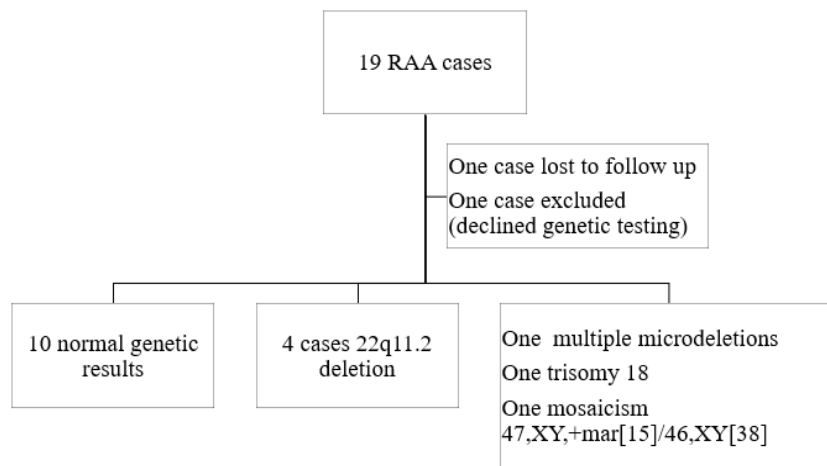 19 RAA cases
One case lost to follow up
One case excluded
(declined genetic testing)
10 normal genetic
results
4 cases 22q11.2
deletion
One multiple microdeletions
One trisomy 18
One mosaicism
47,XY,+mar[15]/46,XY[38]